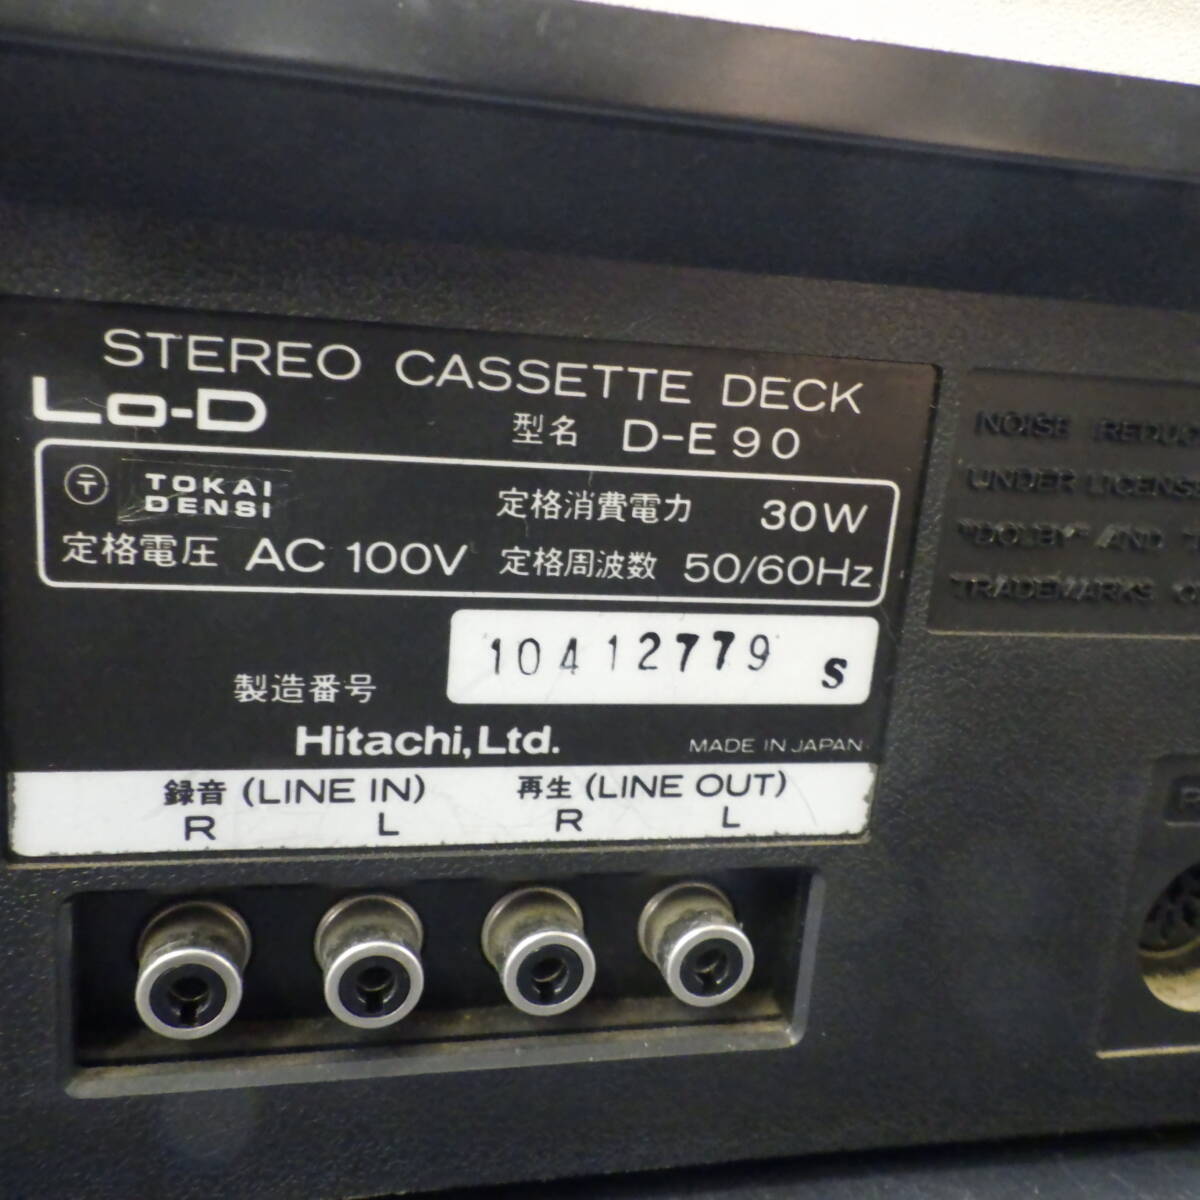 STEREO CASSETTE DECK
Lo-D 型名 D-E90
〒 TOKAI DENSI 定格消費電力 30W
定格電圧 AC 100V 定格周波数 50/60Hz
製造番号 10412779 S
Hitachi, Ltd. MADE IN JAPAN
録音 (LINE IN) 再生 (LINE OUT)
R L R L
NOISE REDUC
UNDER LICENS
"DOLBY" AND
TRADEMARKS O